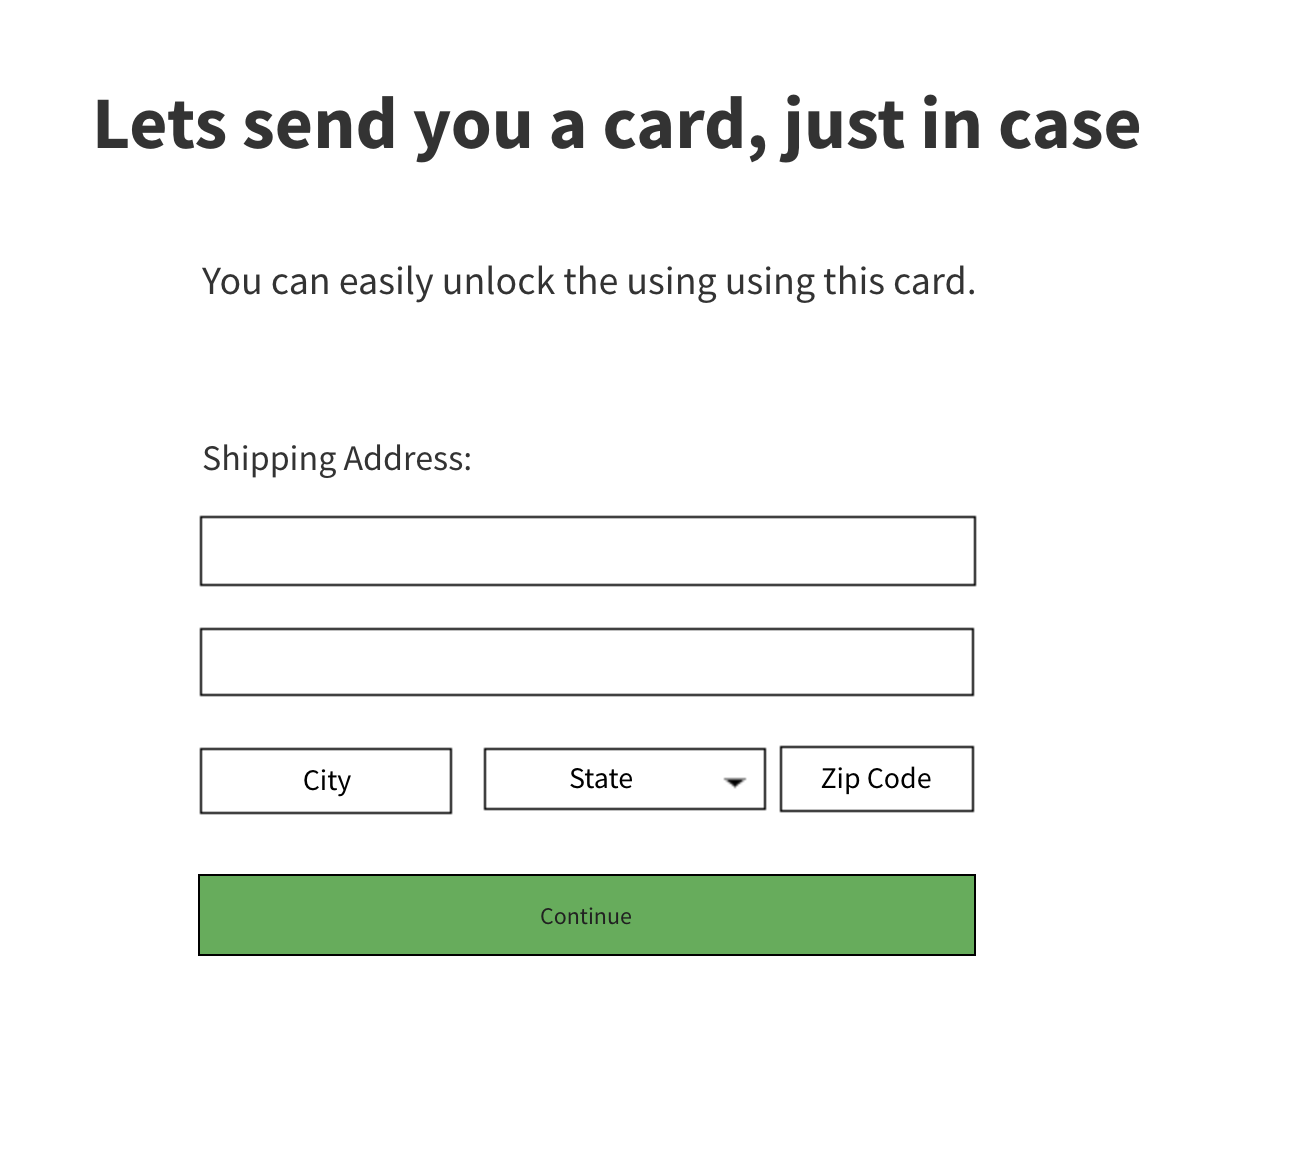 Lets send you a card, just in case
You can easily unlock the using using this card.
Shipping Address:
City State Zip Code
Continue